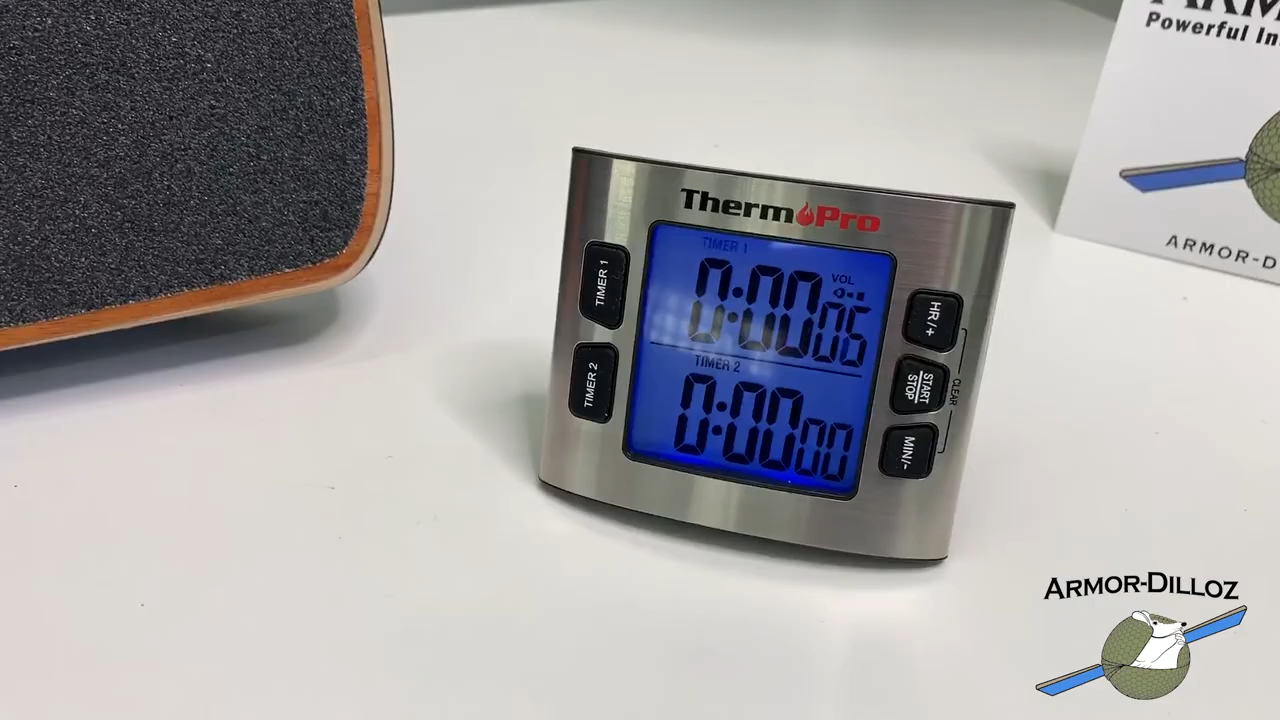 Powerful In
ARMOR-D
ThermoPro
TIMER 1
TIMER 1
VOL
0:00 06
TIMER 2
TIMER 2
0:00 00
HR/+
START
STOP
CLEAR
MIN/-
ARMOR-DILLOZ